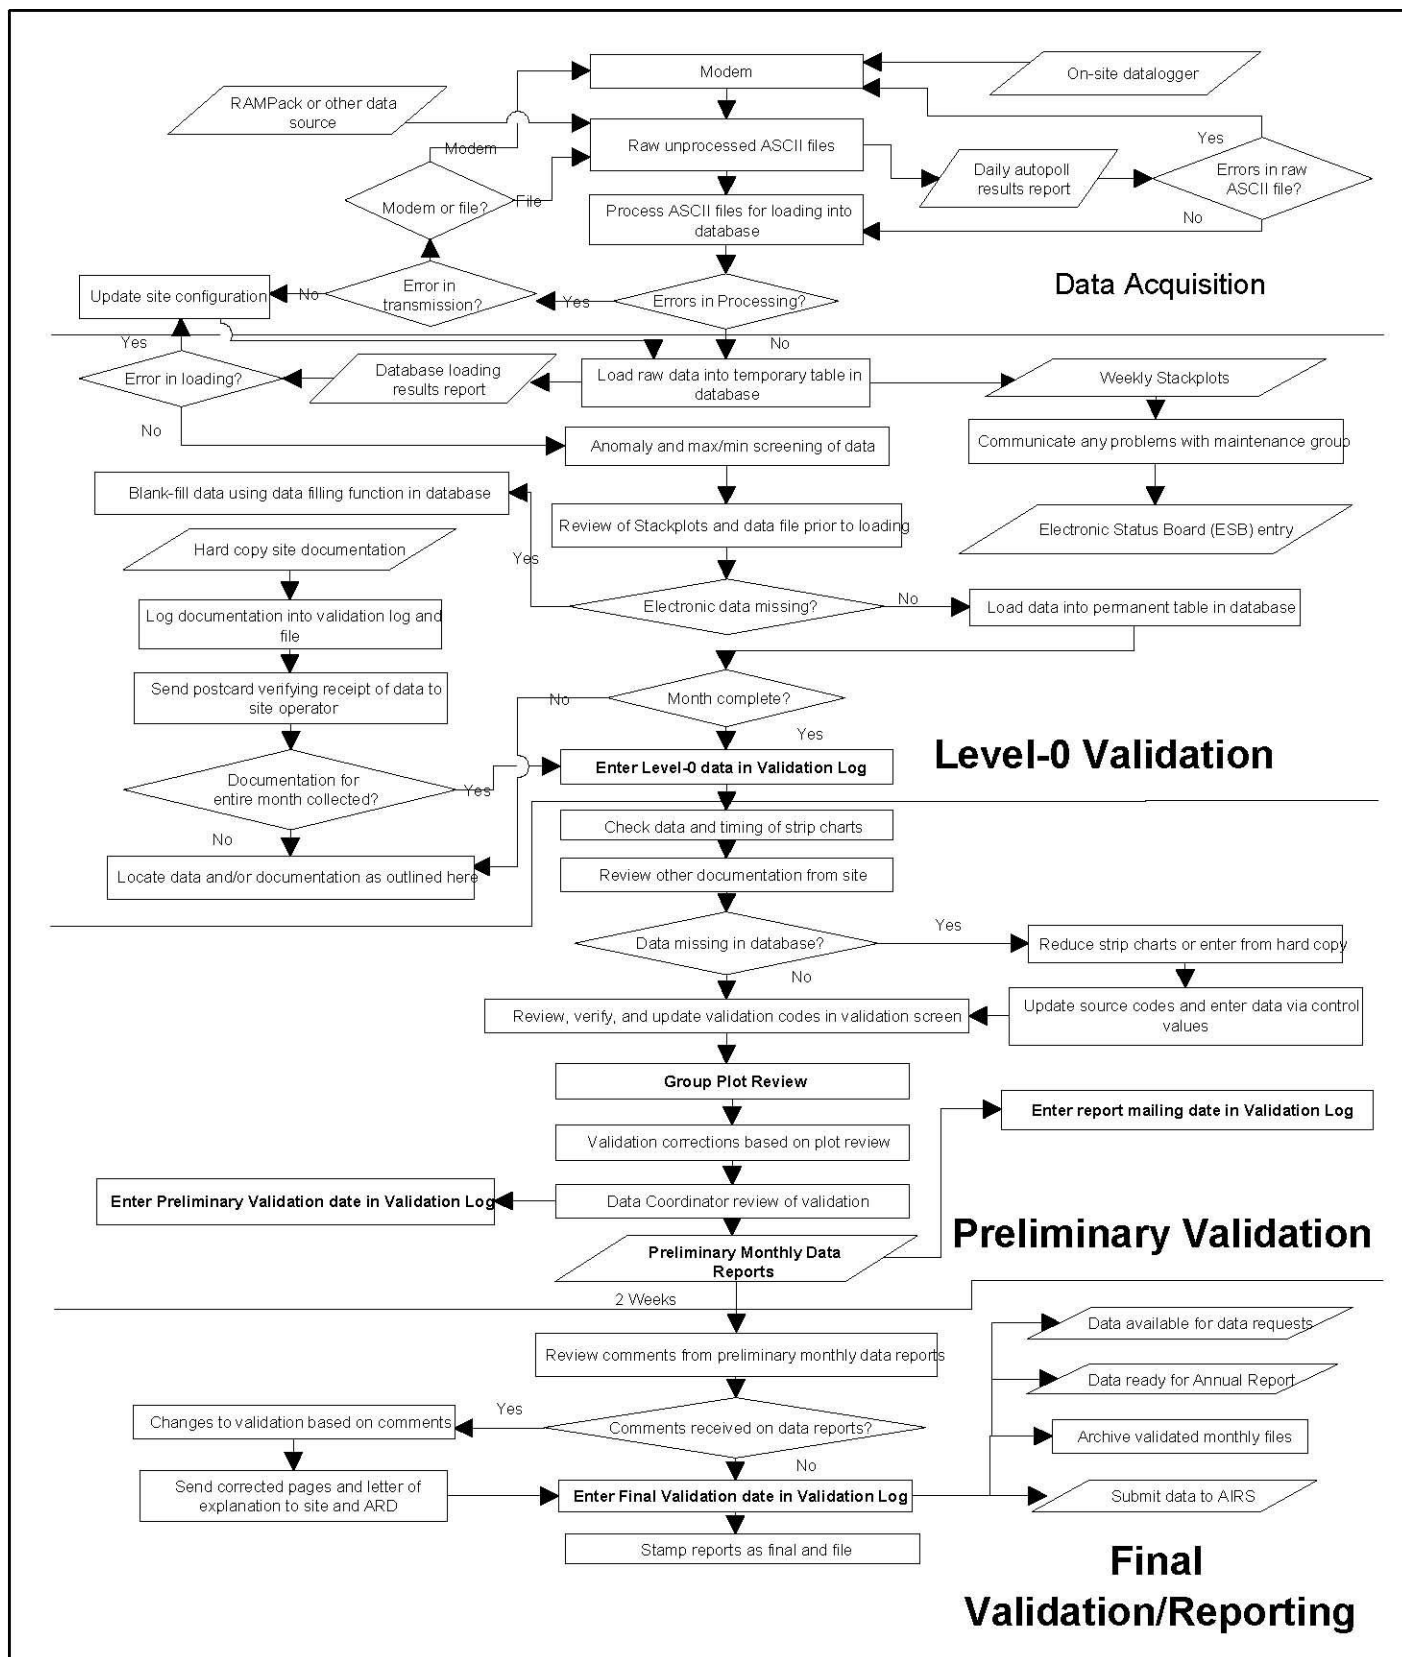 Modem
On-site datalogger
RAMPack or other data
source
Modem
Raw unprocessed ASCII files
Yes
Daily autopoll
results report
Errors in raw
ASCII file?
Modem or file?
File
Process ASCII files for loading into
database
No
Update site configuration
No
Error in
transmission?
Yes
Errors in Processing?
Data Acquisition
Yes
No
Error in loading?
Database loading
results report
Load raw data into temporary table in
database
Weekly Stackplots
No
Anomaly and max/min screening of data
Communicate any problems with maintenance group
Blank-fill data using data filling function in database
Review of Stackplots and data file prior to loading
Electronic Status Board (ESB) entry
Hard copy site documentation
Yes
Log documentation into validation log and
file
Electronic data missing?
No
Load data into permanent table in database
Send postcard verifying receipt of data to
site operator
No
Month complete?
Yes
Level-0 Validation
Documentation for
entire month collected?
Yes
Enter Level-0 data in Validation Log
No
Check data and timing of strip charts
Locate data and/or documentation as outlined here
Review other documentation from site
Data missing in database?
Yes
Reduce strip charts or enter from hard copy
No
Review, verify, and update validation codes in validation screen
Update source codes and enter data via control
values
Group Plot Review
Enter report mailing date in Validation Log
Validation corrections based on plot review
Enter Preliminary Validation date in Validation Log
Data Coordinator review of validation
Preliminary Validation
Preliminary Monthly Data
Reports
2 Weeks
Data available for data requests
Review comments from preliminary monthly data reports
Data ready for Annual Report
Changes to validation based on comments
Yes
Comments received on data reports?
Archive validated monthly files
No
Send corrected pages and letter of
explanation to site and ARD
Enter Final Validation date in Validation Log
Submit data to AIRS
Stamp reports as final and file
Final
Validation/Reporting